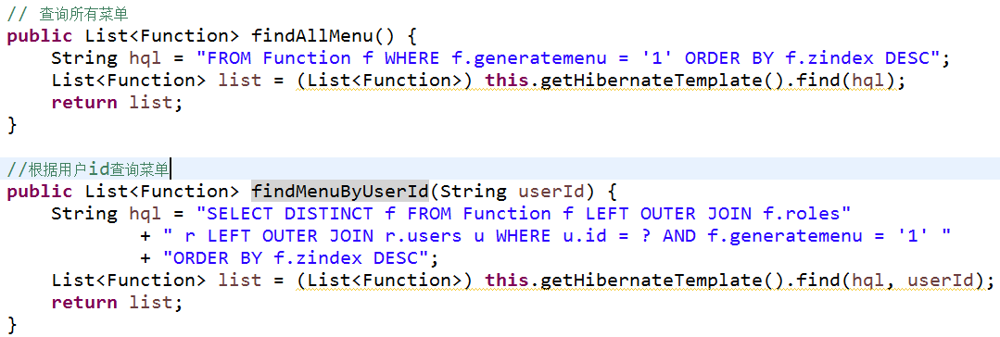 // 查询所有菜单
public List<Function> findAllMenu() {
    String hql = "FROM Function f WHERE f.generatemenu = '1' ORDER BY f.zindex DESC";
    List<Function> list = (List<Function>) this.getHibernateTemplate().find(hql);
    return list;
}
//根据用户id查询菜单
public List<Function> findMenuByUserId(String userId) {
    String hql = "SELECT DISTINCT f FROM Function f LEFT OUTER JOIN f.roles"
            + " r LEFT OUTER JOIN r.users u WHERE u.id = ? AND f.generatemenu = '1' "
            + "ORDER BY f.zindex DESC";
    List<Function> list = (List<Function>) this.getHibernateTemplate().find(hql, userId);
    return list;
}